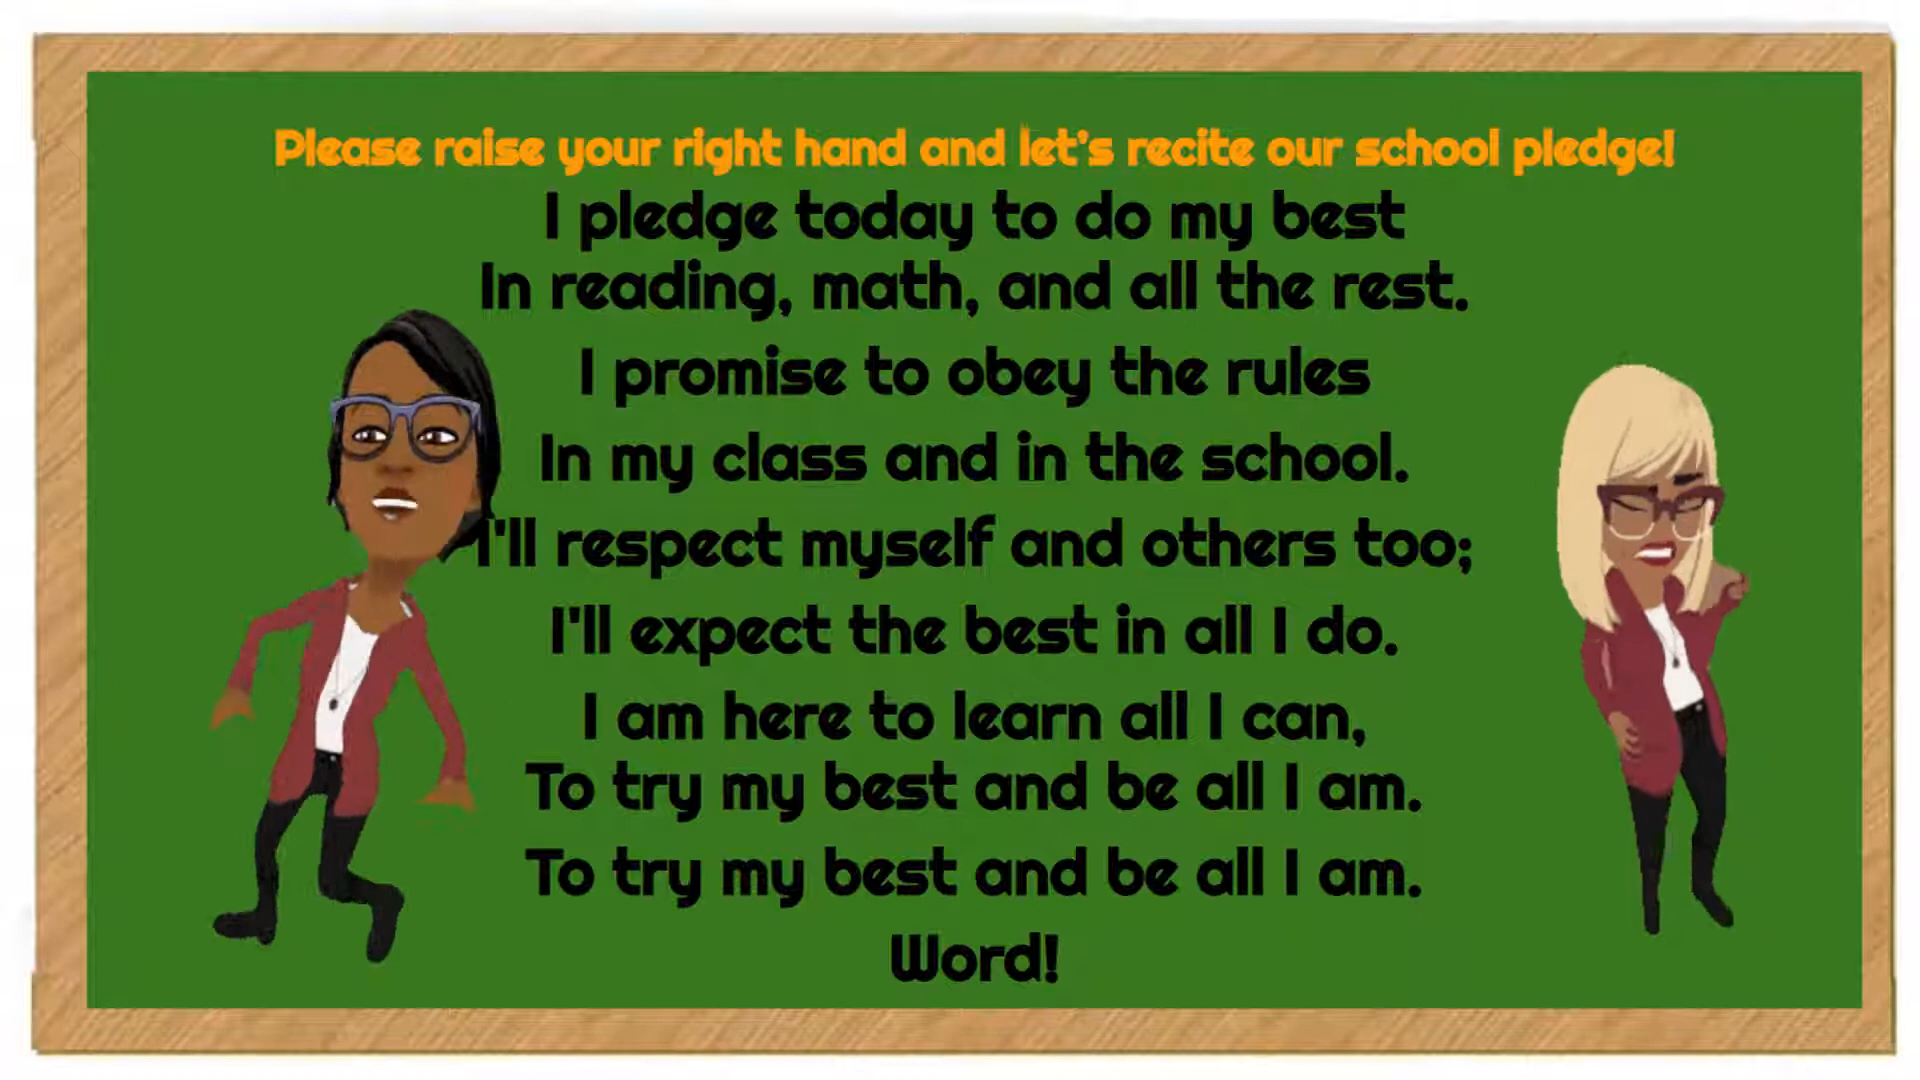 Please raise your right hand and let's recite our school pledge!
I pledge today to do my best
In reading, math, and all the rest.
I promise to obey the rules
In my class and in the school.
I'll respect myself and others too;
I'll expect the best in all I do.
I am here to learn all I can,
To try my best and be all I am.
To try my best and be all I am.
Word!